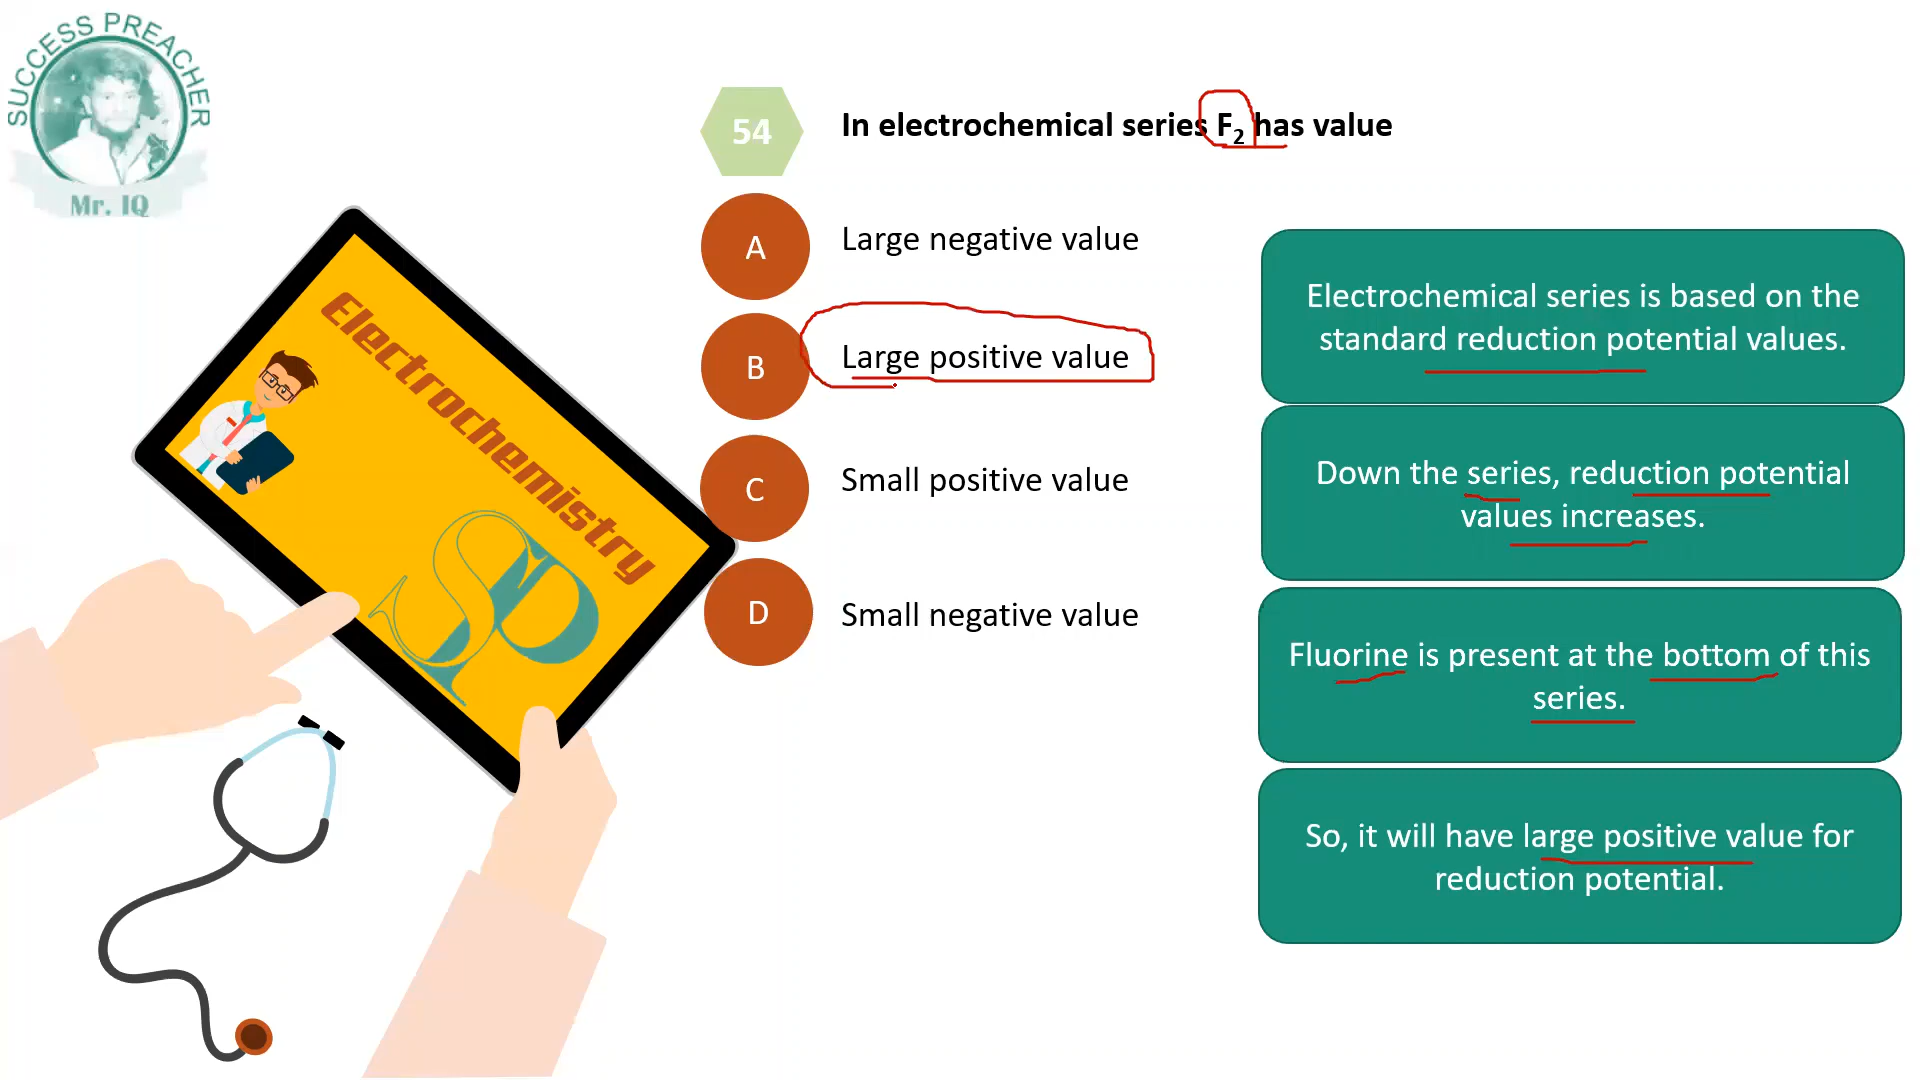 SUCCESS PREACHER
Mr. IQ
54
In electrochemical series F₂ has value
A
Large negative value
B
Large positive value
C
Small positive value
D
Small negative value
Electrochemistry
SP
Electrochemical series is based on the
standard reduction potential values.
Down the series, reduction potential
values increases.
Fluorine is present at the bottom of this
series.
So, it will have large positive value for
reduction potential.